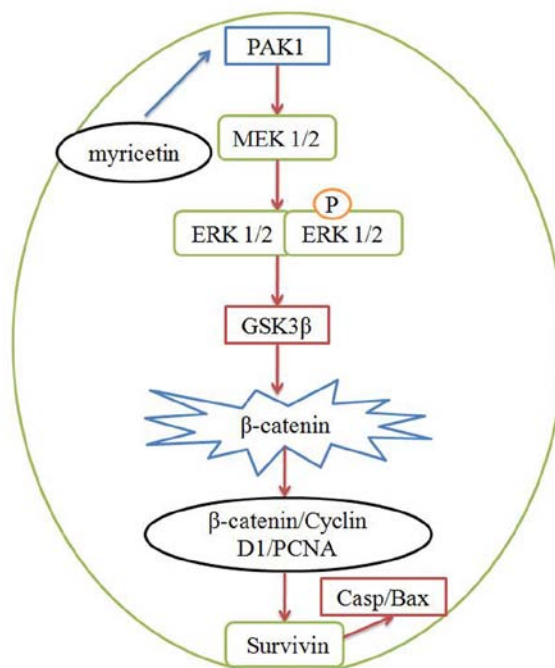 PAK1
myricetin
MEK 1/2
P
ERK 1/2
ERK 1/2
GSK3β
β-catenin
β-catenin/Cyclin
D1/PCNA
Casp/Bax
Survivin